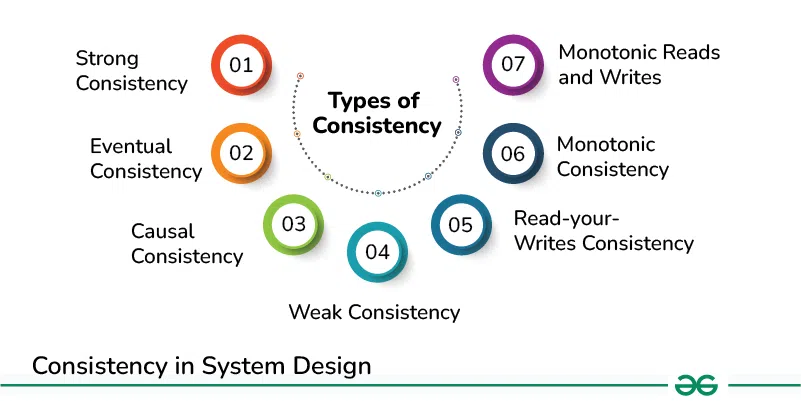 Types of
Consistency
01
Strong
Consistency
02
Eventual
Consistency
03
Causal
Consistency
04
Weak Consistency
05
Read-your-
Writes Consistency
06
Monotonic
Consistency
07
Monotonic Reads
and Writes
Consistency in System Design